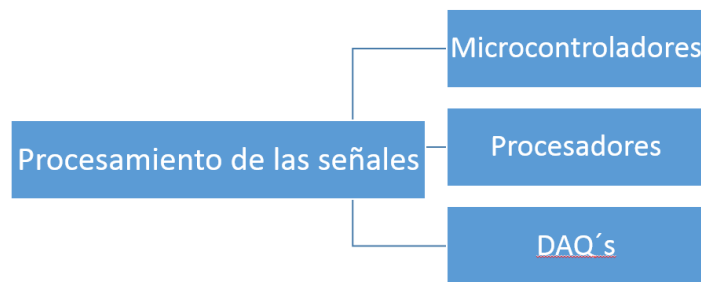 Microcontroladores
Procesamiento de las señales
Procesadores
DAQ´s